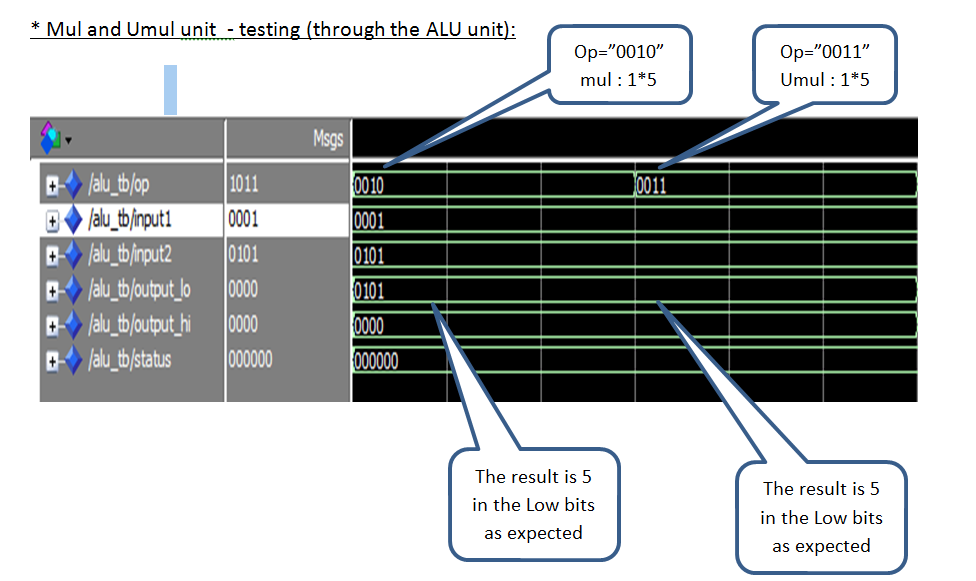 * Mul and Umul unit - testing (through the ALU unit):
Op=”0010”
mul : 1*5
Op=”0011”
Umul : 1*5
Msgs
/alu_tb/op 1011 0010 0011
/alu_tb/input1 0001 0001
/alu_tb/input2 0101 0101
/alu_tb/output_lo 0000 0101
/alu_tb/output_hi 0000 0000
/alu_tb/status 000000 000000
The result is 5
in the Low bits
as expected
The result is 5
in the Low bits
as expected